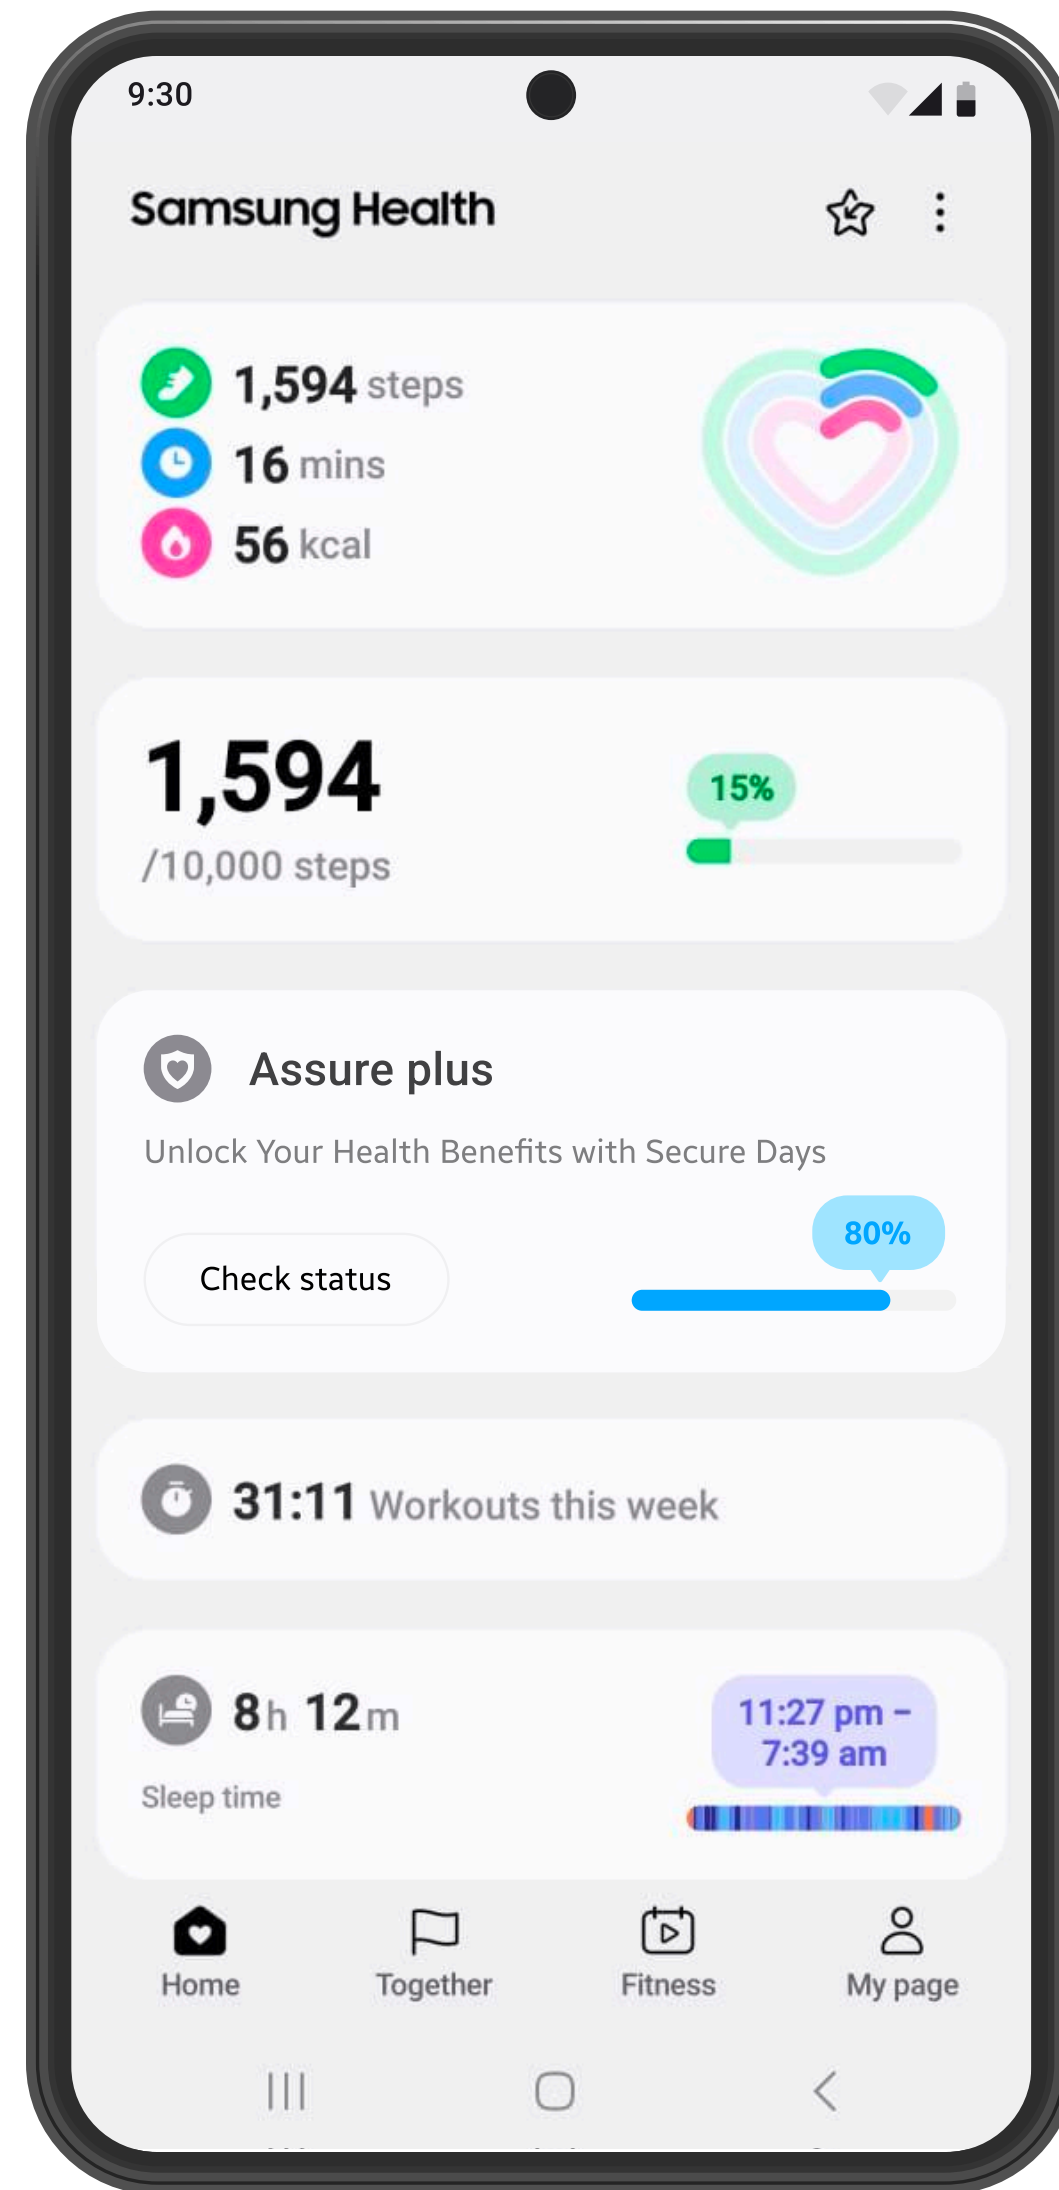 9:30
Samsung Health
1,594 steps
16 mins
56 kcal
1,594
/10,000 steps
15%
Assure plus
Unlock Your Health Benefits with Secure Days
80%
Check status
31:11 Workouts this week
8h 12m
Sleep time
11:27 pm –
7:39 am
Home
Together
Fitness
My page